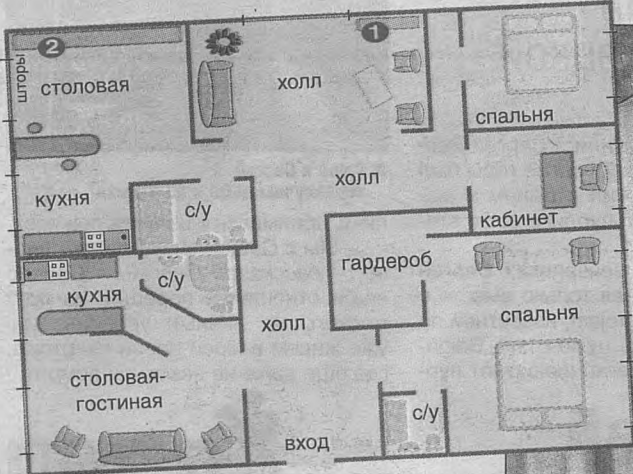 2
1
шторы
столовая
холл
спальня
кухня
с/у
холл
кабинет
гардероб
кухня
с/у
холл
спальня
столовая-
гостиная
с/у
вход